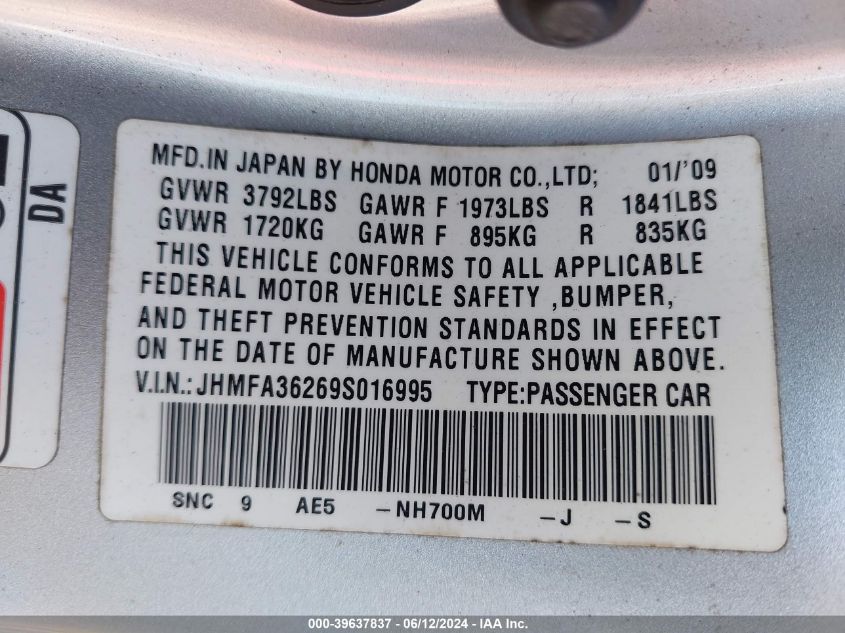 MFD.IN JAPAN BY HONDA MOTOR CO.,LTD; 01/'09
GVWR 3792LBS GAWR F 1973LBS R 1841LBS
GVWR 1720KG GAWR F 895KG R 835KG
THIS VEHICLE CONFORMS TO ALL APPLICABLE
FEDERAL MOTOR VEHICLE SAFETY ,BUMPER,
AND THEFT PREVENTION STANDARDS IN EFFECT
ON THE DATE OF MANUFACTURE SHOWN ABOVE.
V.I.N.: JHMFA36269S016995 TYPE:PASSENGER CAR
SNC 9 AE5 -NH700M -J -S
DA
000-39637837 - 06/12/2024 - IAA Inc.